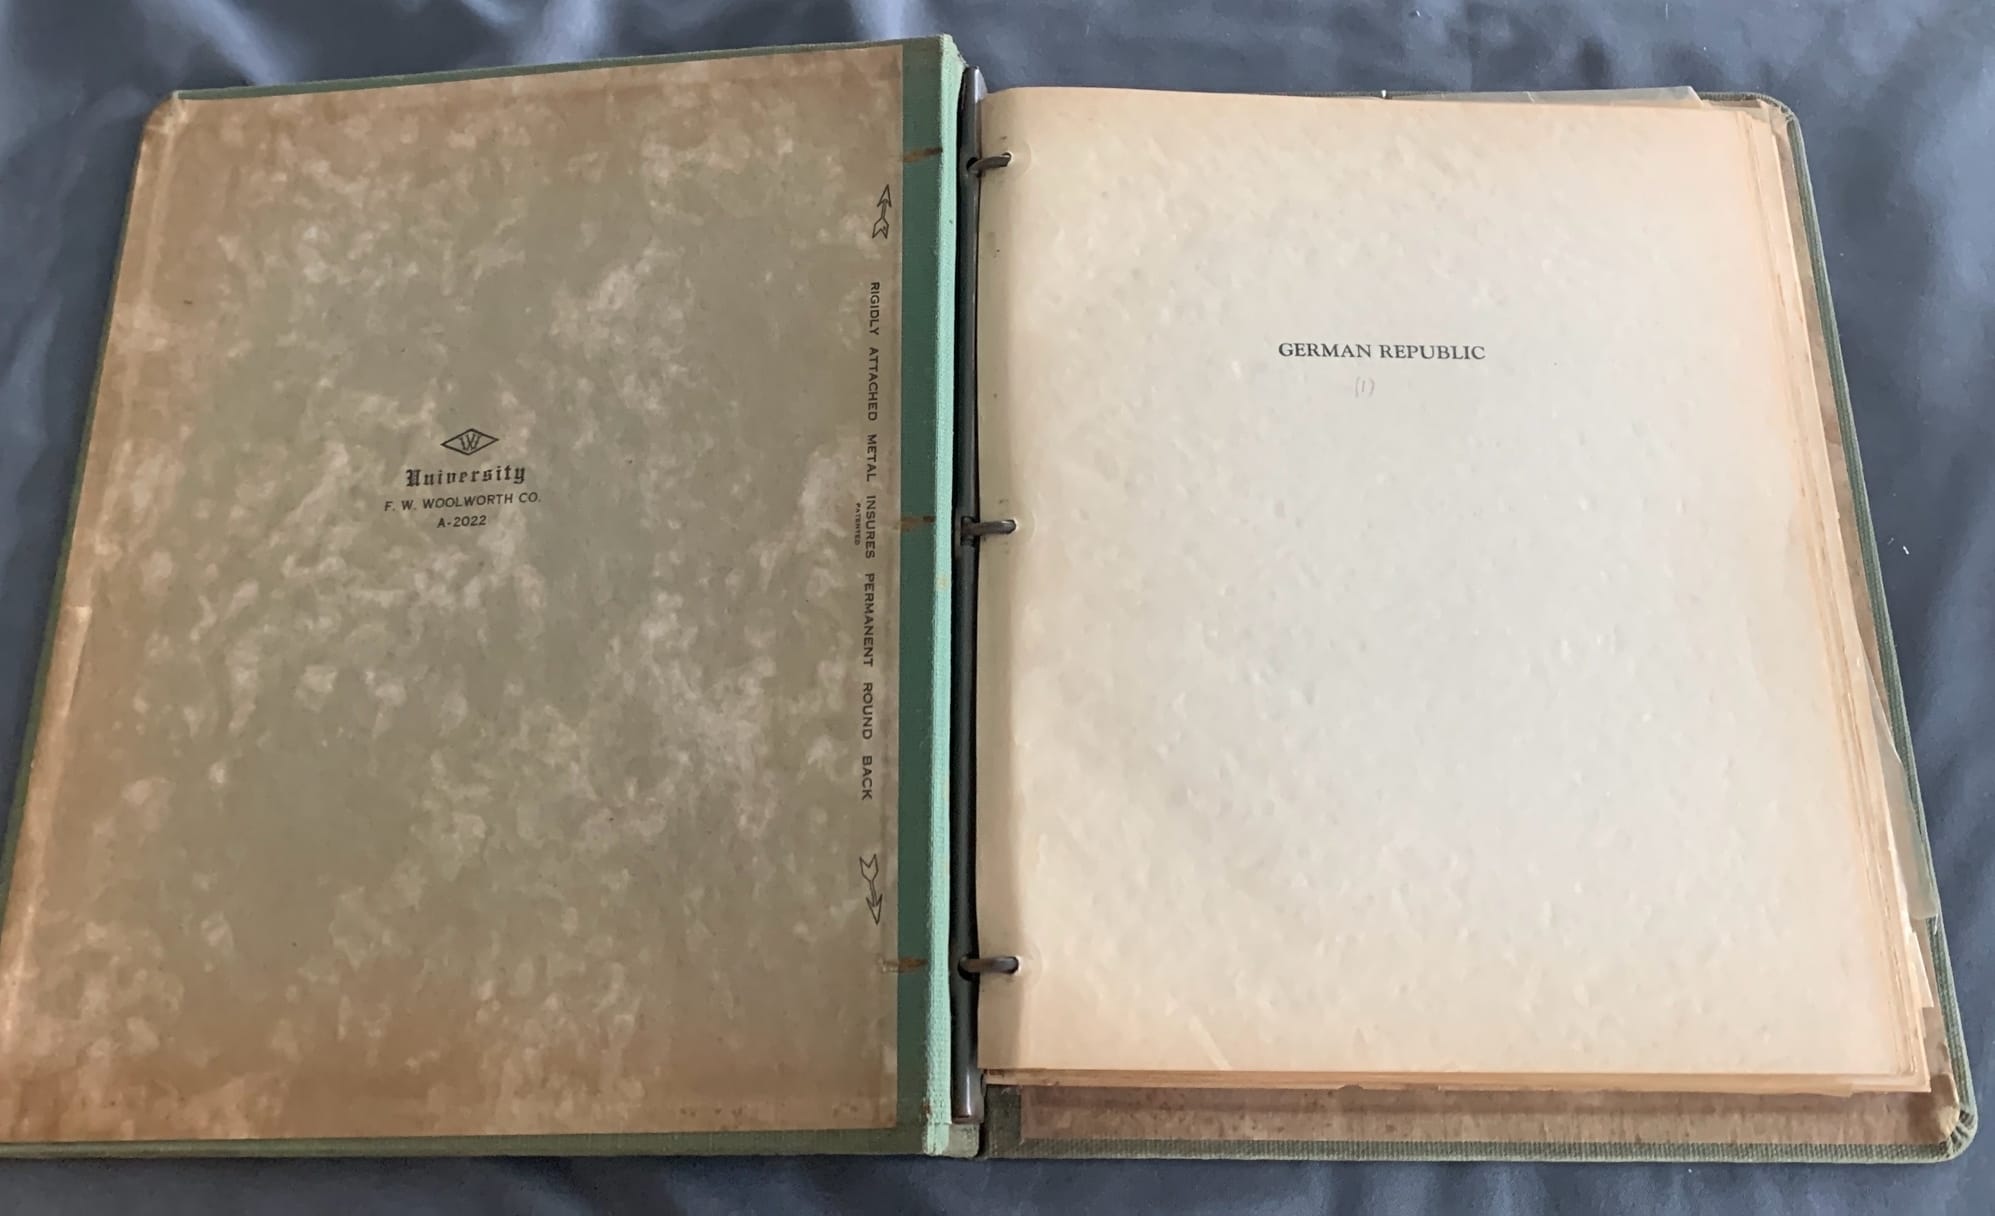 W
University
F. W. WOOLWORTH CO.
A-2022
RIGIDLY ATTACHED METAL INSURES PERMANENT ROUND BACK
PATENTED
GERMAN REPUBLIC
(1)